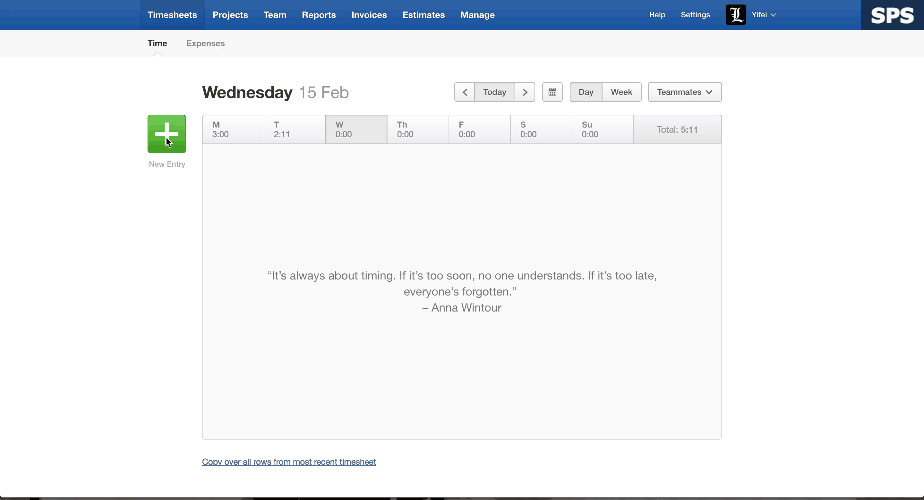 Timesheets Projects Team Reports Invoices Estimates Manage Help Settings L Yifei SPS
Time Expenses
Wednesday 15 Feb Today Day Week Teammates
M T W Th F S Su
3:00 2:11 0:00 0:00 0:00 0:00 0:00 Total: 5:11
New Entry
“It's always about timing. If it's too soon, no one understands. If it's too late,
everyone's forgotten.”
– Anna Wintour
Copy over all rows from most recent timesheet